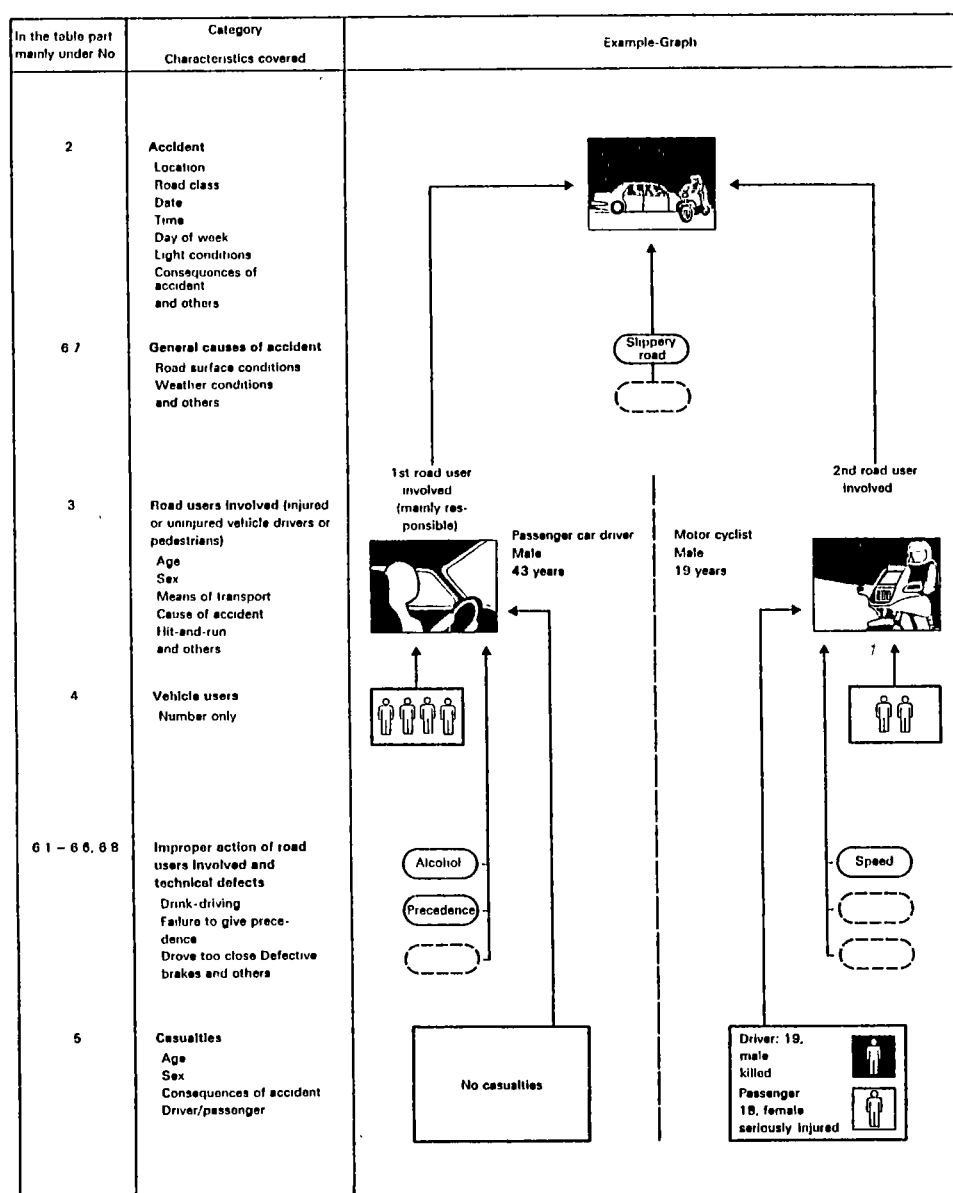 In the table part
mainly under No
Category
Characteristics covered
Example-Graph
2
Accident
Location
Road class
Date
Time
Day of week
Light conditions
Consequences of
accident
and others
6 7
General causes of accident
Road surface conditions
Weather conditions
and others
Slippery
road
3
Road users involved (injured
or uninjured vehicle drivers or
pedestrians)
Age
Sex
Means of transport
Cause of accident
Hit-and-run
and others
1st road user
involved
(mainly res-
ponsible)
Passenger car driver
Male
43 years
Motor cyclist
Male
19 years
2nd road user
involved
4
Vehicle users
Number only
6 1 – 6 6, 6 8
Improper action of road
users involved and
technical defects
Drink-driving
Failure to give prece-
dence
Drove too close Defective
brakes and others
Alcohol
Precedence
Speed
5
Casualties
Age
Sex
Consequences of accident
Driver/passenger
No casualties
Driver: 19,
male
killed
Passenger
18, female
seriously injured